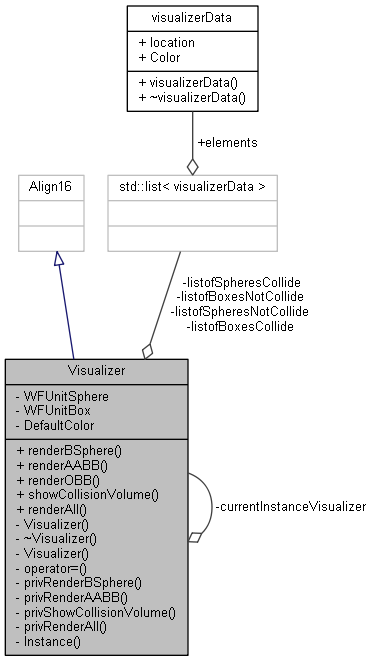 visualizerData
+ location
+ Color
+ visualizerData()
+ ~visualizerData()
+elements
Align16
std::list< visualizerData >
-listofSpheresCollide
-listofBoxesNotCollide
-listofSpheresNotCollide
-listofBoxesCollide
Visualizer
- WFUnitSphere
- WFUnitBox
- DefaultColor
+ renderBSphere()
+ renderAABB()
+ renderOBB()
+ showCollisionVolume()
+ renderAll()
- Visualizer()
- ~Visualizer()
- Visualizer()
- operator=()
- privRenderBSphere()
- privRenderAABB()
- privShowCollisionVolume()
- privRenderAll()
- Instance()
-currentInstanceVisualizer